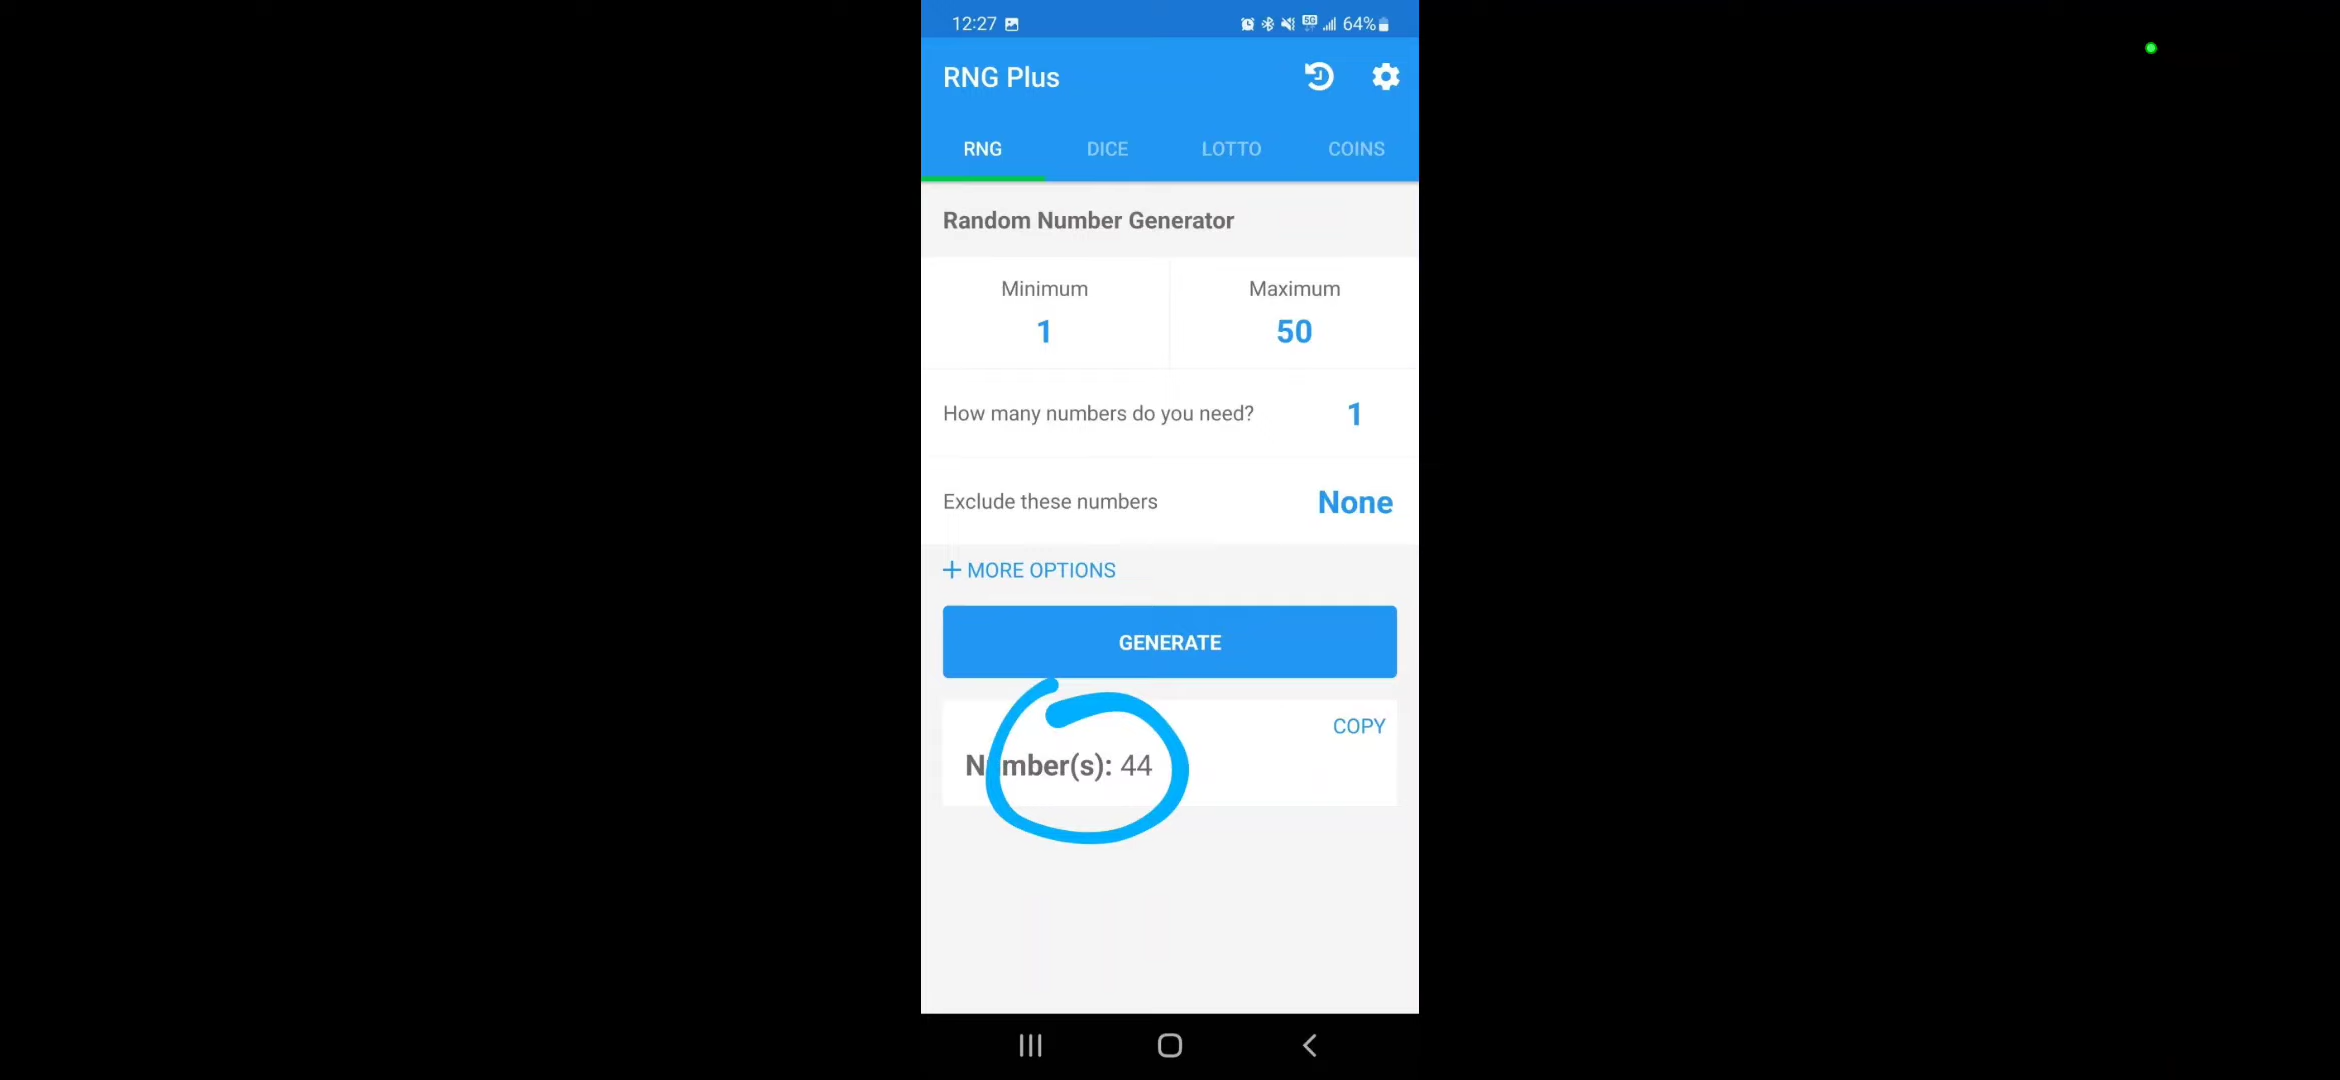 12:27 64%
RNG Plus
RNG DICE LOTTO COINS
Random Number Generator
Minimum Maximum
1 50
How many numbers do you need? 1
Exclude these numbers None
+ MORE OPTIONS
GENERATE
COPY
Number(s): 44